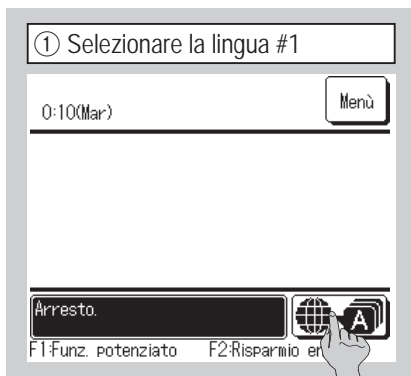 ① Selezionare la lingua #1
0:10(Mar)
Menù
Arresto.
A
F1:Funz. potenziato F2:Risparmio en